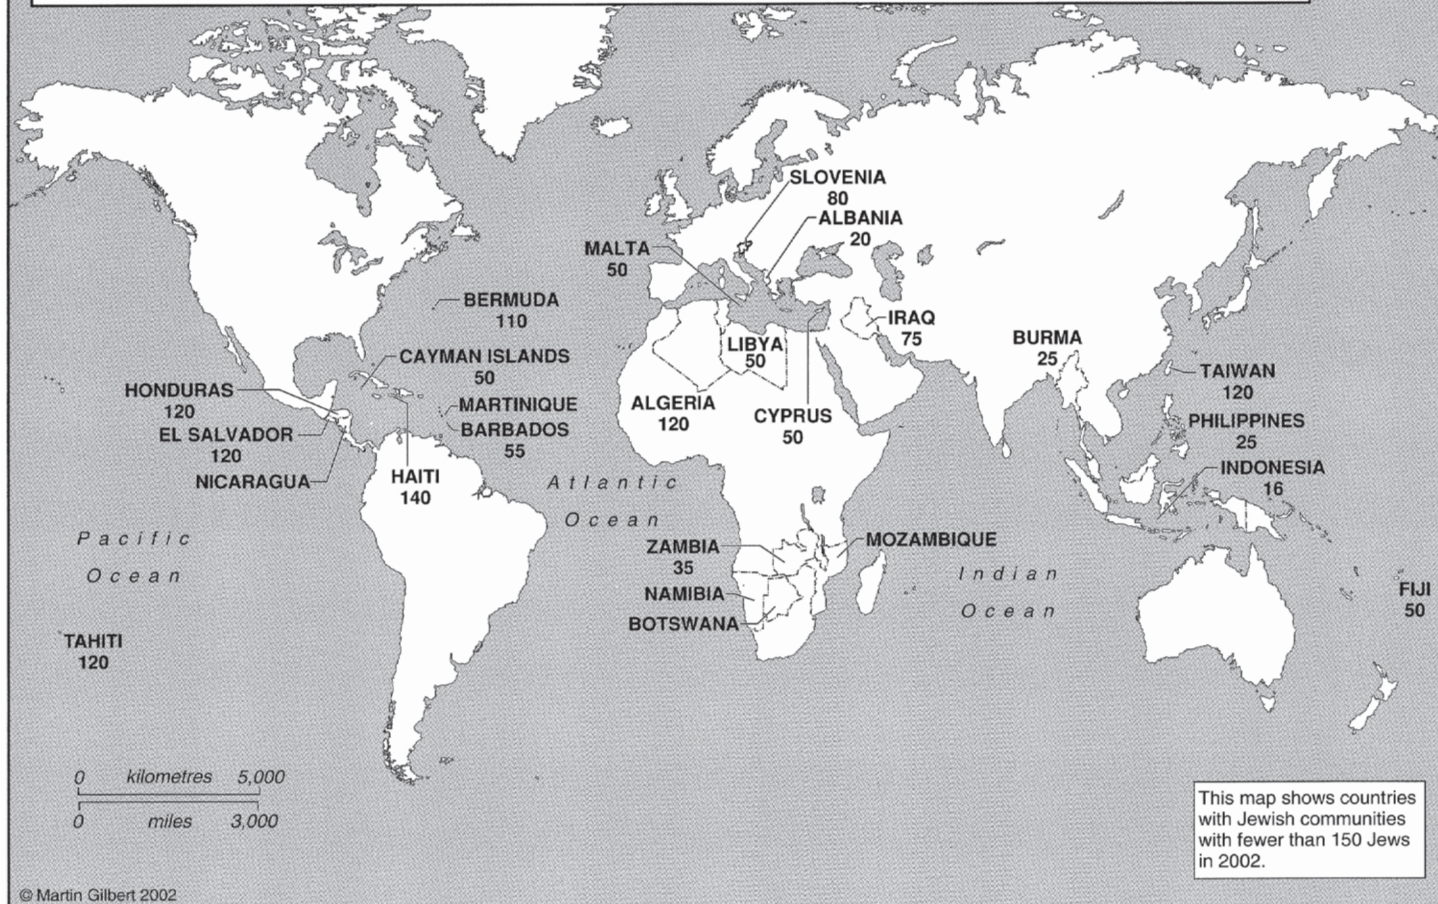 SLOVENIA
80
ALBANIA
20
MALTA
50
BERMUDA
110
IRAQ
75
LIBYA
50
BURMA
25
CAYMAN ISLANDS
50
TAIWAN
120
HONDURAS
120
ALGERIA
120
CYPRUS
50
MARTINIQUE
BARBADOS
55
PHILIPPINES
25
EL SALVADOR
120
INDONESIA
16
NICARAGUA
HAITI
140
Atlantic
Ocean
Pacific
Ocean
ZAMBIA
35
MOZAMBIQUE
NAMIBIA
BOTSWANA
Indian
Ocean
FIJI
50
TAHITI
120
0 kilometres 5,000
0 miles 3,000
This map shows countries
with Jewish communities
with fewer than 150 Jews
in 2002.
© Martin Gilbert 2002